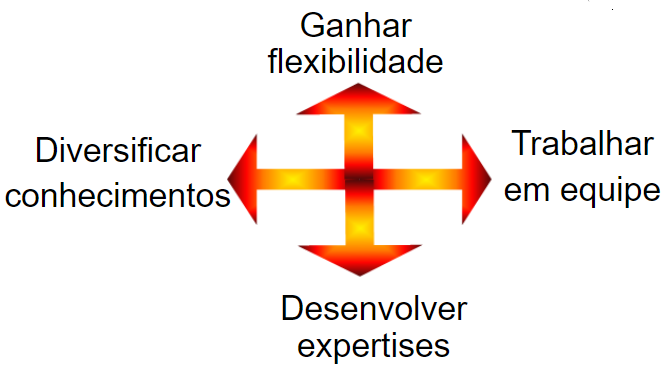 Ganhar
flexibilidade
Diversificar
conhecimentos
Trabalhar
em equipe
Desenvolver
expertises